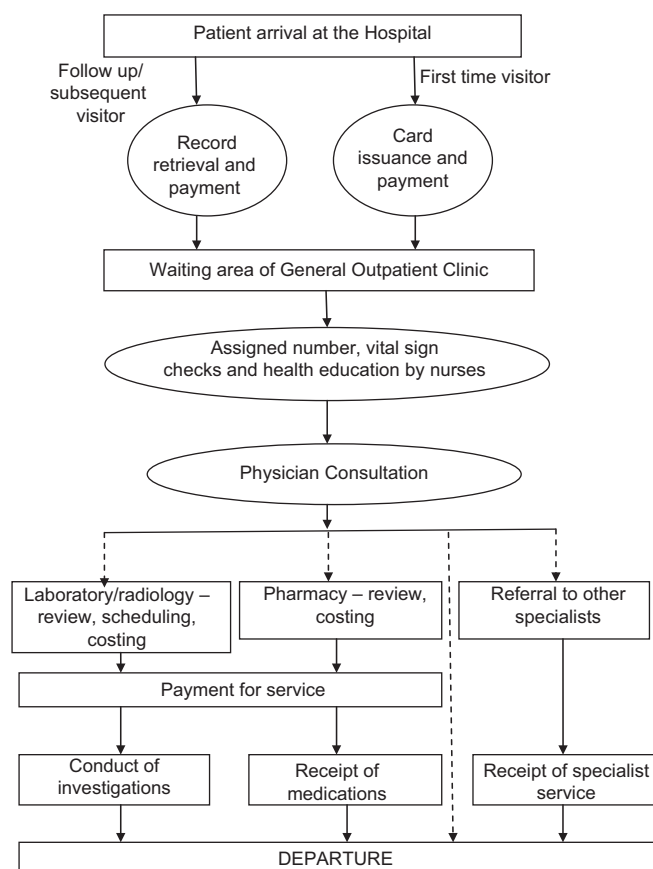 Patient arrival at the Hospital
Follow up/
subsequent
visitor
First time visitor
Record
retrieval and
payment
Card
issuance and
payment
Waiting area of General Outpatient Clinic
Assigned number, vital sign
checks and health education by nurses
Physician Consultation
Laboratory/radiology –
review, scheduling,
costing
Pharmacy – review,
costing
Referral to other
specialists
Payment for service
Conduct of
investigations
Receipt of
medications
Receipt of specialist
service
DEPARTURE